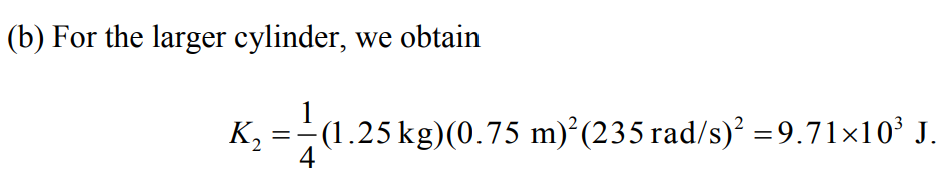 (b) For the larger cylinder, we obtain
K₂ = 1/4 (1.25 kg)(0.75 m)²(235 rad/s)² = 9.71×10³ J.